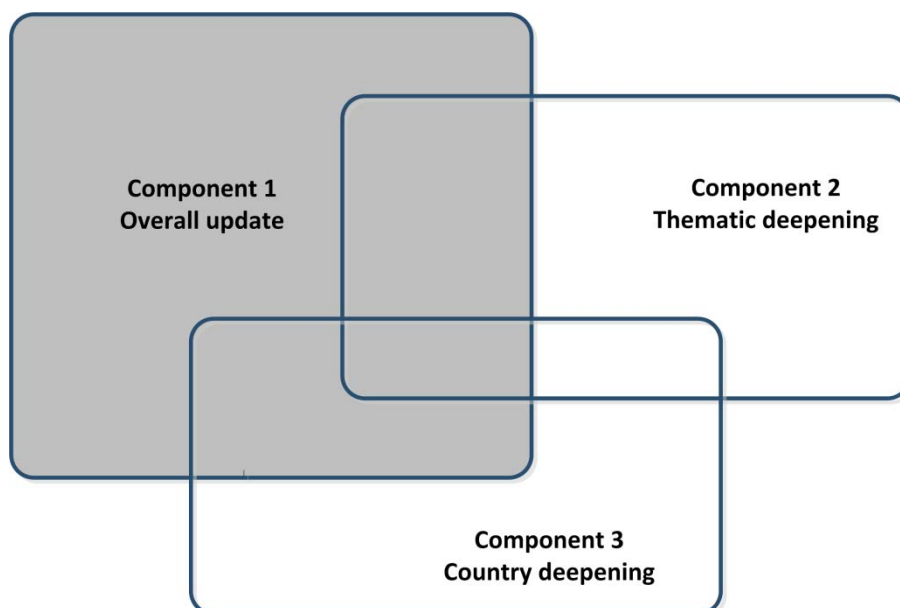 Component 1
Overall update
Component 2
Thematic deepening
Component 3
Country deepening